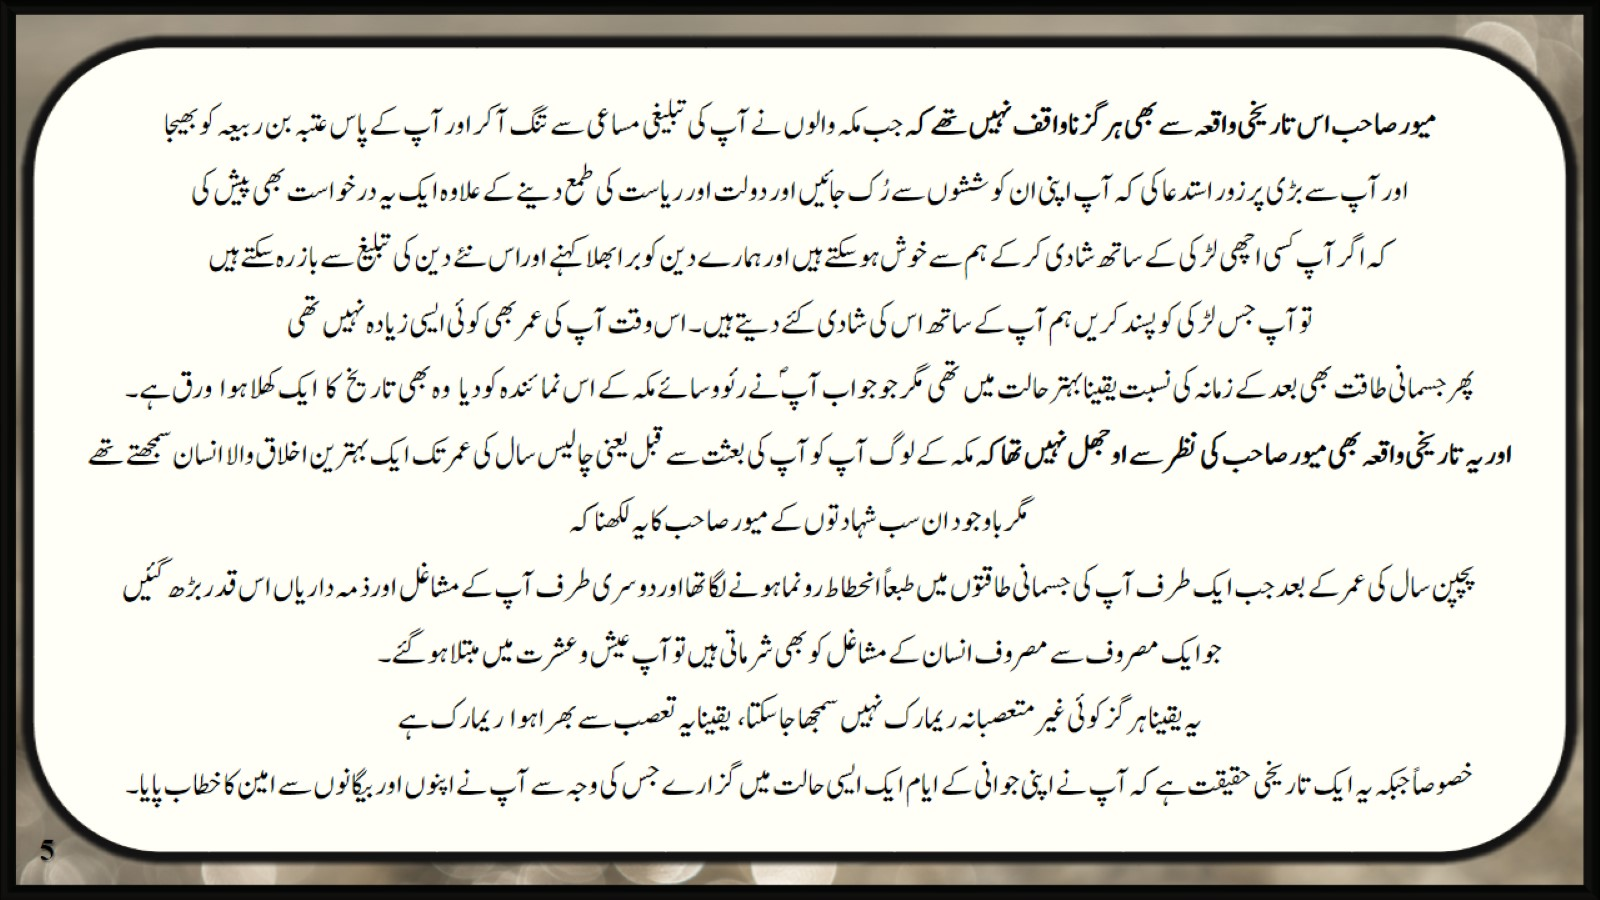 میور صاحب اس تاریخی واقعہ سے بھی ہر گز ناواقف نہیں تھے کہ جب مکہ والوں نے آپ کی تبلیغی مساعی سے تنگ آکر اور آپ کے پاس عتبہ بن ربیعہ کو بھیجا
اور آپ سے بڑی پر زور استدعا کی کہ آپ اپنی ان کوششوں سے رُک جائیں اور دولت اور ریاست کی طمع دینے کے علاوہ ایک یہ درخواست بھی پیش کی
کہ اگر آپ کسی اچھی لڑکی کے ساتھ شادی کر کے ہم سے خوش ہو سکتے ہیں اور ہمارے دین کو برا بھلا کہنے اور اس نئے دین کی تبلیغ سے باز رہ سکتے ہیں
تو آپ جس لڑکی کو پسند کریں ہم آپ کے ساتھ اس کی شادی کئے دیتے ہیں۔ اس وقت آپ کی عمر بھی کوئی ایسی زیادہ نہیں تھی
پھر جسمانی طاقت بھی بعد کے زمانہ کی نسبت یقینا بہتر حالت میں تھی مگر جو جواب آپؐ نے رئووسائے مکہ کے اس نمائندہ کو دیا وہ بھی تاریخ کا ایک کھلا ہوا ورق ہے۔
اور یہ تاریخی واقعہ بھی میور صاحب کی نظر سے اوجھل نہیں تھا کہ مکہ کے لوگ آپ کو آپ کی بعثت سے قبل یعنی چالیس سال کی عمر تک ایک بہترین اخلاق والا انسان سمجھتے تھے
مگر باوجود ان سب شہادتوں کے میور صاحب کا یہ لکھنا کہ
پچپن سال کی عمر کے بعد جب ایک طرف آپ کی جسمانی طاقتوں میں طبعاً انحطاط رونما ہونے لگا تھا اور دوسری طرف آپ کے مشاغل اور ذمہ داریاں اس قدر بڑھ گئیں
جو ایک مصروف سے مصروف انسان کے مشاغل کو بھی شرماتی ہیں تو آپ عیش و عشرت میں مبتلا ہو گئے۔
یہ یقینا ہر گز کوئی غیر متعصبانہ ریمارک نہیں سمجھا جاسکتا، یقینا یہ تعصب سے بھرا ہوا ریمارک ہے
خصوصاً جبکہ یہ ایک تاریخی حقیقت ہے کہ آپ نے اپنی جوانی کے ایام ایک ایسی حالت میں گزارے جس کی وجہ سے آپ نے اپنوں اور بیگانوں سے امین کا خطاب پایا۔
5